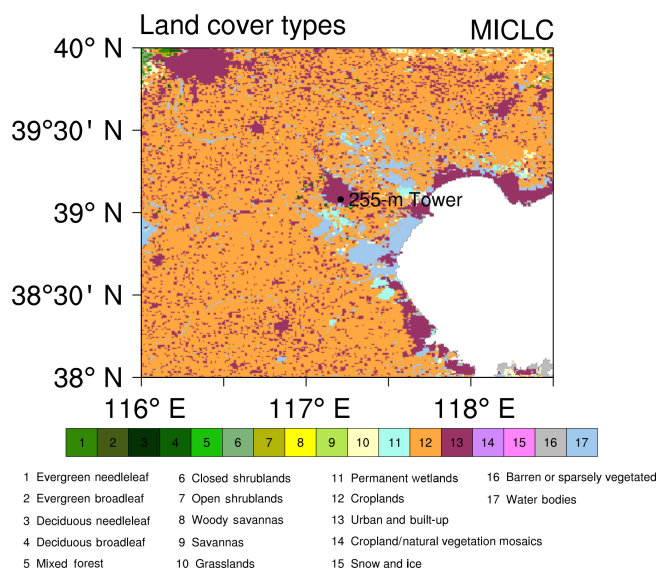 Land cover types MICLC
40° N
39°30' N
39° N
255-m Tower
38°30' N
38° N
116° E 117° E 118° E
1 2 3 4 5 6 7 8 9 10 11 12 13 14 15 16 17
1 Evergreen needleleaf
2 Evergreen broadleaf
3 Deciduous needleleaf
4 Deciduous broadleaf
5 Mixed forest
6 Closed shrublands
7 Open shrublands
8 Woody savannas
9 Savannas
10 Grasslands
11 Permanent wetlands
12 Croplands
13 Urban and built-up
14 Cropland/natural vegetation mosaics
15 Snow and ice
16 Barren or sparsely vegetated
17 Water bodies